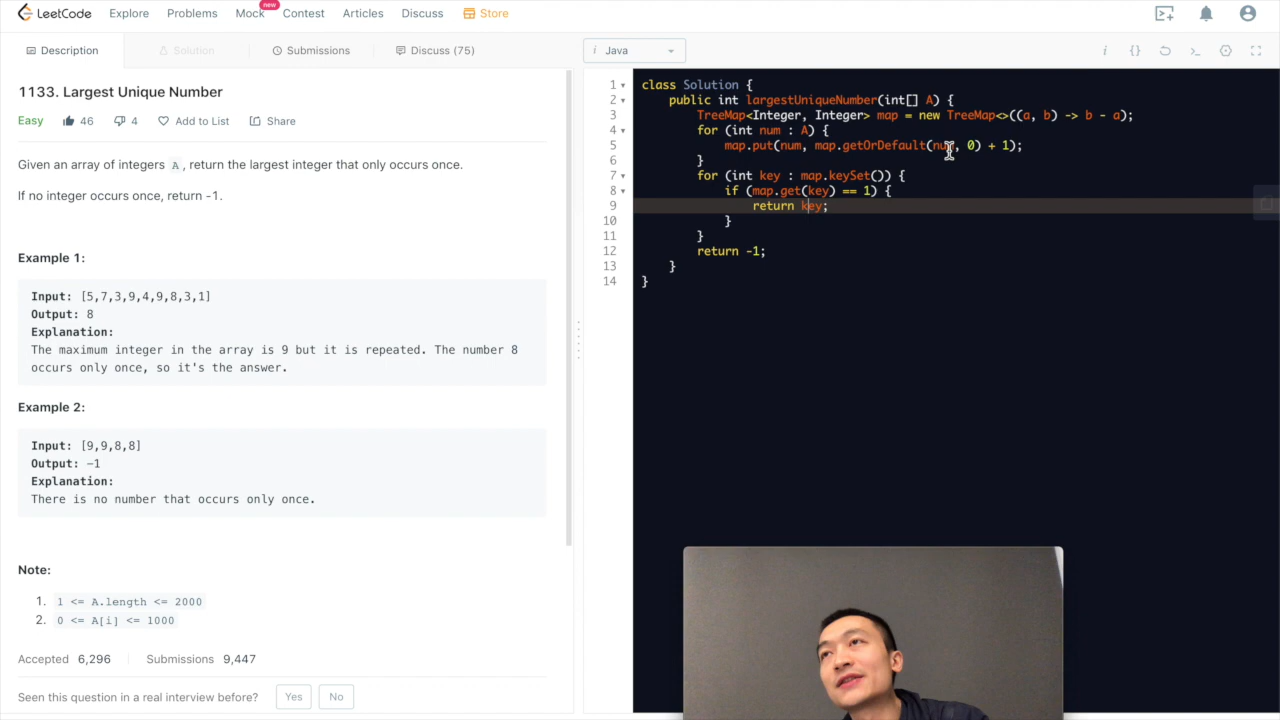 LeetCode Explore Problems Mock new Contest Articles Discuss Store
Description Solution Submissions Discuss (75) i Java
1133. Largest Unique Number
Easy 46 4 Add to List Share
Given an array of integers A, return the largest integer that only occurs once.
If no integer occurs once, return -1.
Example 1:
Input: [5,7,3,9,4,9,8,3,1]
Output: 8
Explanation:
The maximum integer in the array is 9 but it is repeated. The number 8
occurs only once, so it's the answer.
Example 2:
Input: [9,9,8,8]
Output: -1
Explanation:
There is no number that occurs only once.
Note:
1. 1 <= A.length <= 2000
2. 0 <= A[i] <= 1000
Accepted 6,296 Submissions 9,447
Seen this question in a real interview before? Yes No
1 class Solution {
2 public int largestUniqueNumber(int[] A) {
3 TreeMap<Integer, Integer> map = new TreeMap<>((a, b) -> b - a);
4 for (int num : A) {
5 map.put(num, map.getOrDefault(num, 0) + 1);
6 }
7 for (int key : map.keySet()) {
8 if (map.get(key) == 1) {
9 return key;
10 }
11 }
12 return -1;
13 }
14 }